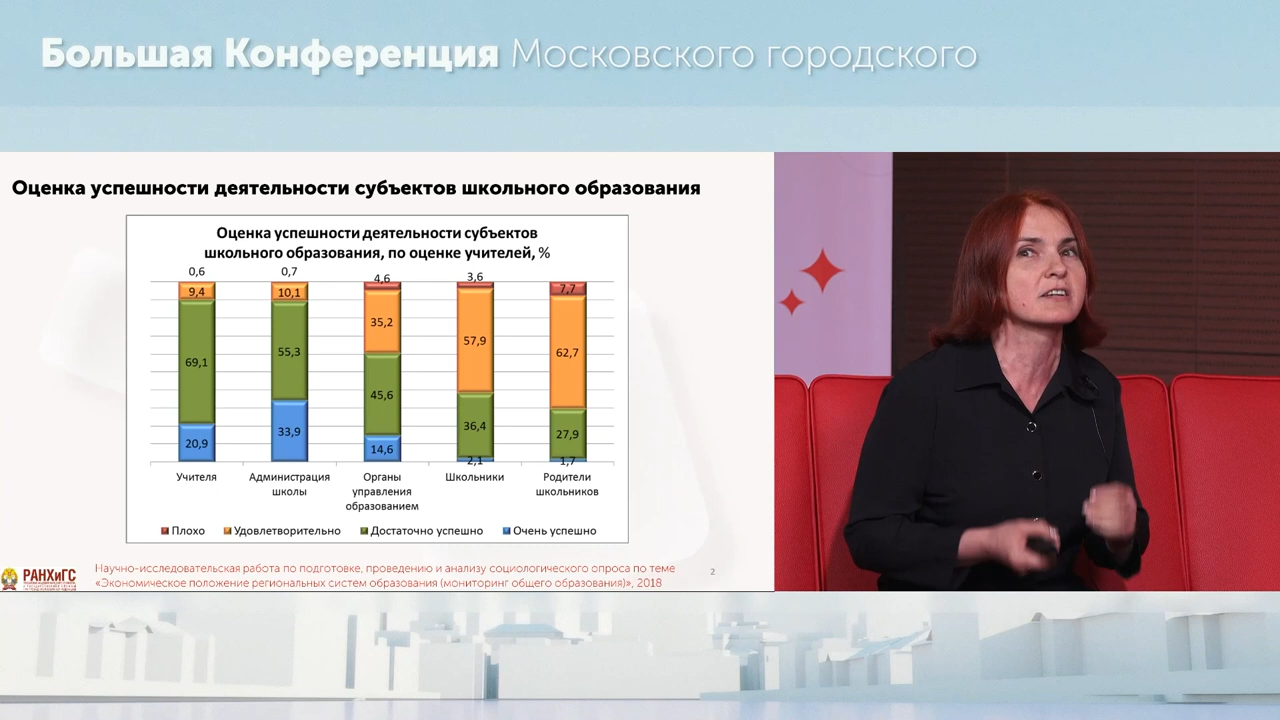 Большая Конференция Московского городского
Оценка успешности деятельности субъектов школьного образования
Оценка успешности деятельности субъектов
школьного образования, по оценке учителей, %
0,6
0,7
4,6
3,6
7,7
9,4
10,1
35,2
57,9
62,7
69,1
55,3
45,6
36,4
27,9
20,9
33,9
14,6
2,1
1,7
Учителя
Администрация
школы
Органы
управления
образованием
Школьники
Родители
школьников
Плохо
Удовлетворительно
Достаточно успешно
Очень успешно
РАНХиГС
Научно-исследовательская работа по подготовке, проведению и анализу социологического опроса по теме
«Экономическое положение региональных систем образования (мониторинг общего образования)», 2018
2